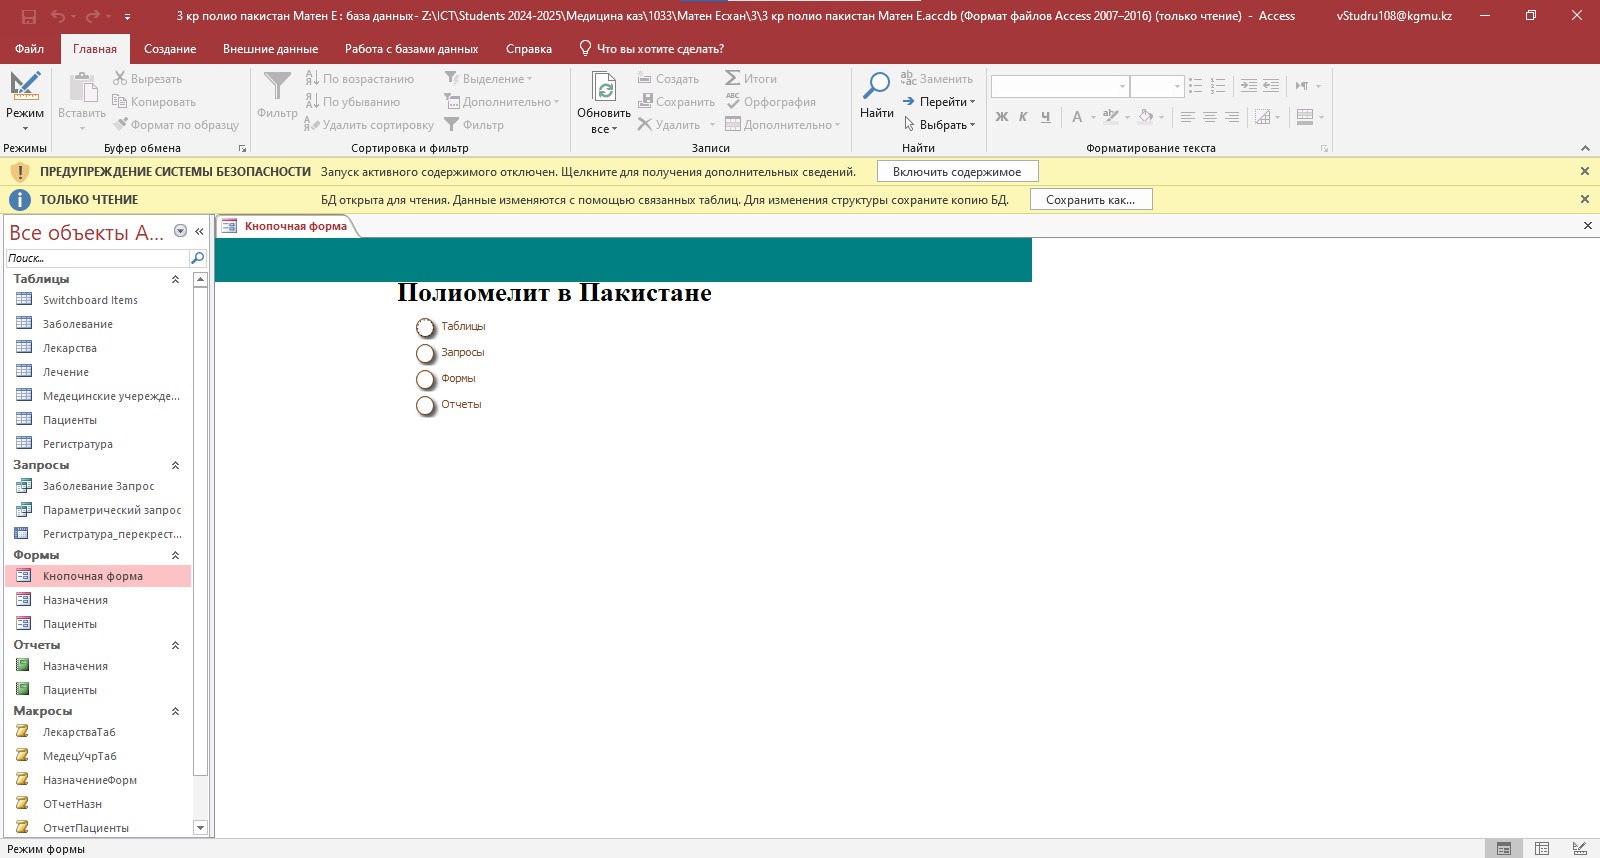 3 кр полио пакистан Матен Е : база данных- Z:\ICT\Students 2024-2025\Медицина каз\1033\Матен Есхан\3\3 кр полио пакистан Матен Е.accdb (Формат файлов Access 2007–2016) (только чтение) - Access vStudru108@kgmu.kz
Файл Главная Создание Внешние данные Работа с базами данных Справка Что вы хотите сделать?
Режим
Режимы
Вставить
Вырезать
Копировать
Формат по образцу
Буфер обмена
Фильтр
По возрастанию
По убыванию
Удалить сортировку
Выделение
Дополнительно
Фильтр
Сортировка и фильтр
Обновить
все
Создать
Сохранить
Удалить
Итоги
Орфография
Дополнительно
Записи
Найти
Заменить
Перейти
Выбрать
Найти
Ж К Ч А
Форматирование текста
ПРЕДУПРЕЖДЕНИЕ СИСТЕМЫ БЕЗОПАСНОСТИ Запуск активного содержимого отключен. Щелкните для получения дополнительных сведений. Включить содержимое
ТОЛЬКО ЧТЕНИЕ БД открыта для чтения. Данные изменяются с помощью связанных таблиц. Для изменения структуры сохраните копию БД. Сохранить как...
Все объекты A...
Поиск...
Таблицы
Switchboard Items
Заболевание
Лекарства
Лечение
Медецинские учережде...
Пациенты
Регистратура
Запросы
Заболевание Запрос
Параметрический запрос
Регистратура_перекрест...
Формы
Кнопочная форма
Назначения
Пациенты
Отчеты
Назначения
Пациенты
Макросы
ЛекарстваТаб
МедецУчрТаб
НазначениеФорм
ОТчетНазн
ОтчетПациенты
Кнопочная форма
Полиомелит в Пакистане
Таблицы
Запросы
Формы
Отчеты
Режим формы